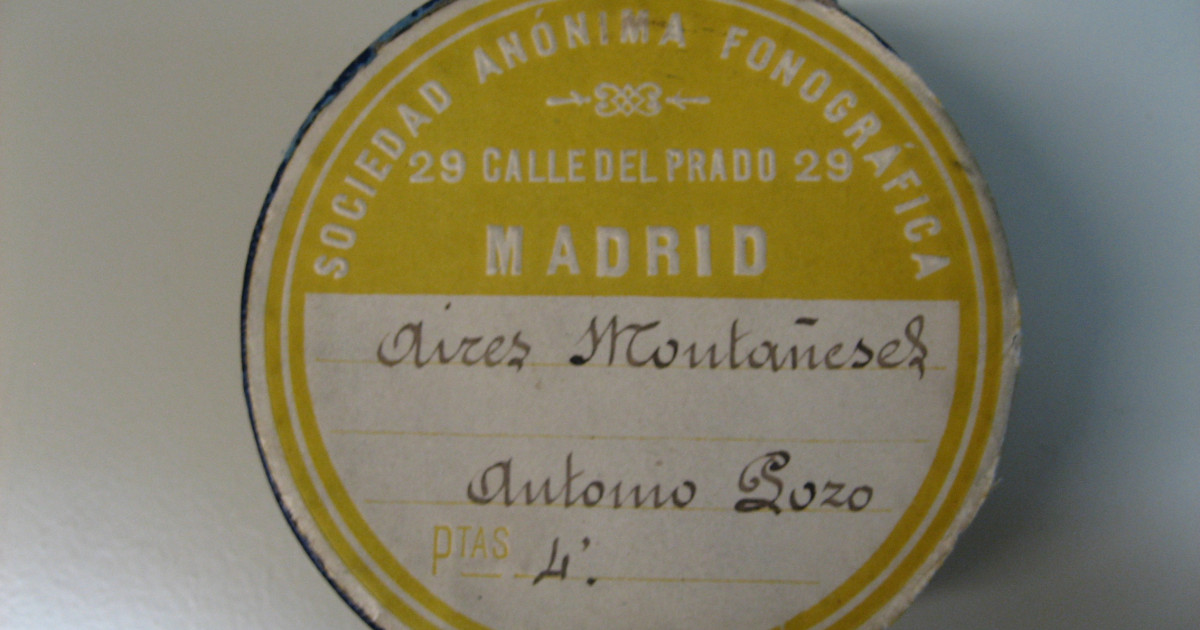 SOCIEDAD ANÓNIMA FONOGRÁFICA
29 CALLE DEL PRADO 29
MADRID
Aires Montañeses
Antonio Pozo
PTAS 4'.